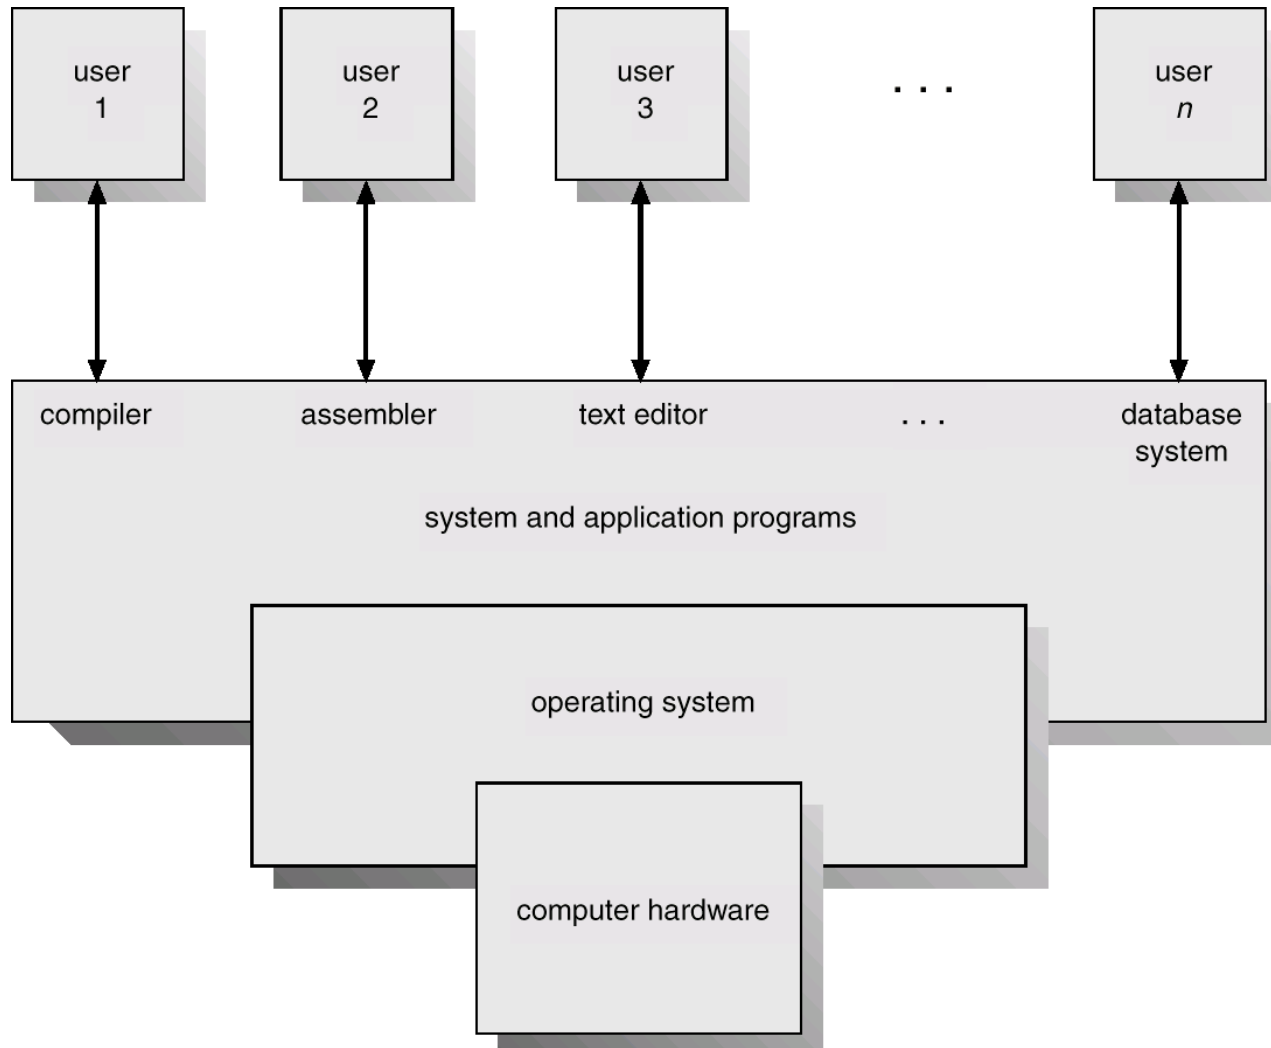 user
1
user
2
user
3
. . .
user
n
compiler
assembler
text editor
. . .
database
system
system and application programs
operating system
computer hardware